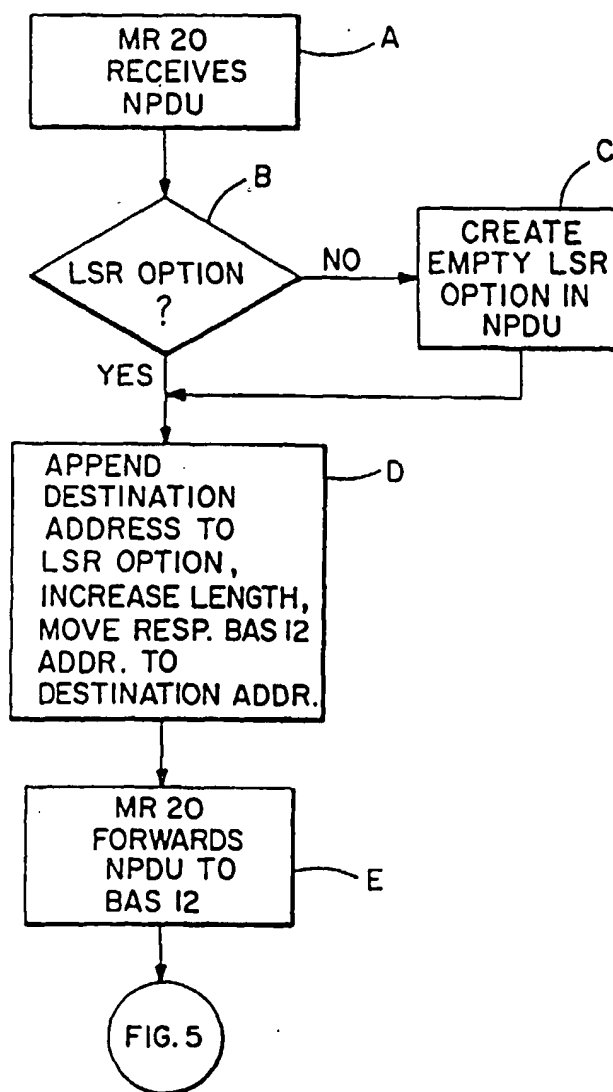 MR 20
RECEIVES
NPDU
A
B
LSR OPTION
?
NO
C
CREATE
EMPTY LSR
OPTION IN
NPDU
YES
APPEND
DESTINATION
ADDRESS TO
LSR OPTION,
INCREASE LENGTH,
MOVE RESP. BAS 12
ADDR. TO
DESTINATION ADDR.
D
MR 20
FORWARDS
NPDU TO
BAS 12
E
FIG. 5